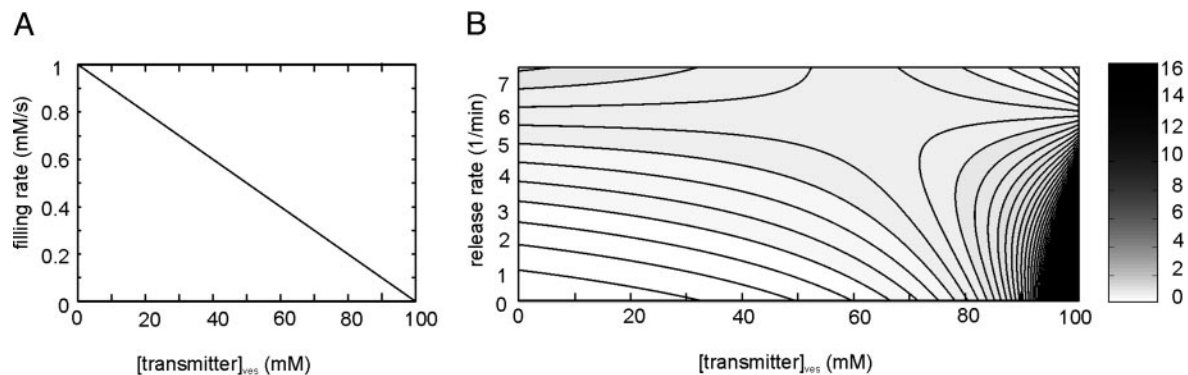 A
B
1
0.8
0.6
0.4
0.2
0
filling rate (mM/s)
0 20 40 60 80 100
[transmitter]ves (mM)
7
6
5
4
3
2
1
0
release rate (1/min)
0 20 40 60 80 100
[transmitter]ves (mM)
16
14
12
10
8
6
4
2
0